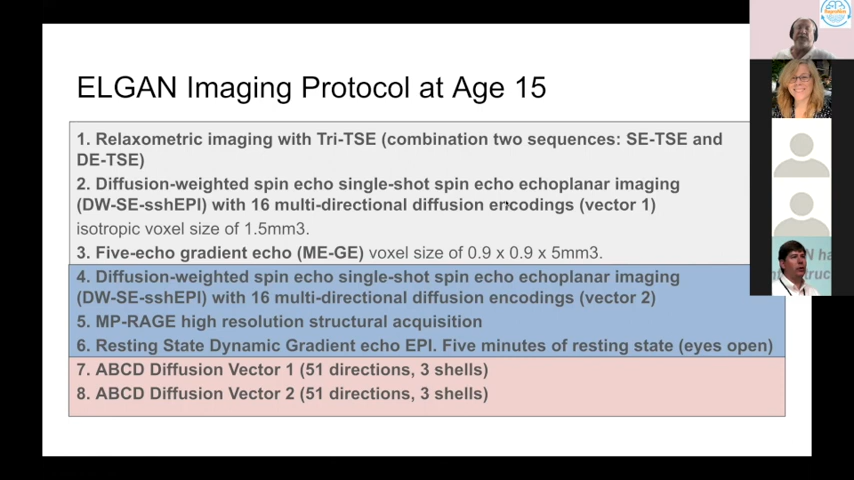 ELGAN Imaging Protocol at Age 15
1. Relaxometric imaging with Tri-TSE (combination two sequences: SE-TSE and
DE-TSE)
2. Diffusion-weighted spin echo single-shot spin echo echoplanar imaging
(DW-SE-sshEPI) with 16 multi-directional diffusion encodings (vector 1)
isotropic voxel size of 1.5mm3.
3. Five-echo gradient echo (ME-GE) voxel size of 0.9 x 0.9 x 5mm3.
4. Diffusion-weighted spin echo single-shot spin echo echoplanar imaging
(DW-SE-sshEPI) with 16 multi-directional diffusion encodings (vector 2)
5. MP-RAGE high resolution structural acquisition
6. Resting State Dynamic Gradient echo EPI. Five minutes of resting state (eyes open)
7. ABCD Diffusion Vector 1 (51 directions, 3 shells)
8. ABCD Diffusion Vector 2 (51 directions, 3 shells)